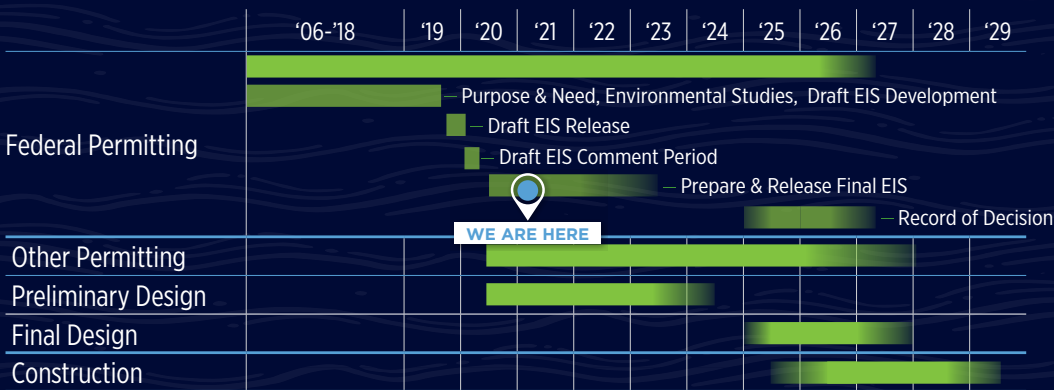 ‘06-’18 ‘19 ‘20 ‘21 ‘22 ‘23 ‘24 ‘25 ‘26 ‘27 ‘28 ‘29
Federal Permitting
Purpose & Need, Environmental Studies, Draft EIS Development
Draft EIS Release
Draft EIS Comment Period
Prepare & Release Final EIS
Record of Decision
WE ARE HERE
Other Permitting
Preliminary Design
Final Design
Construction